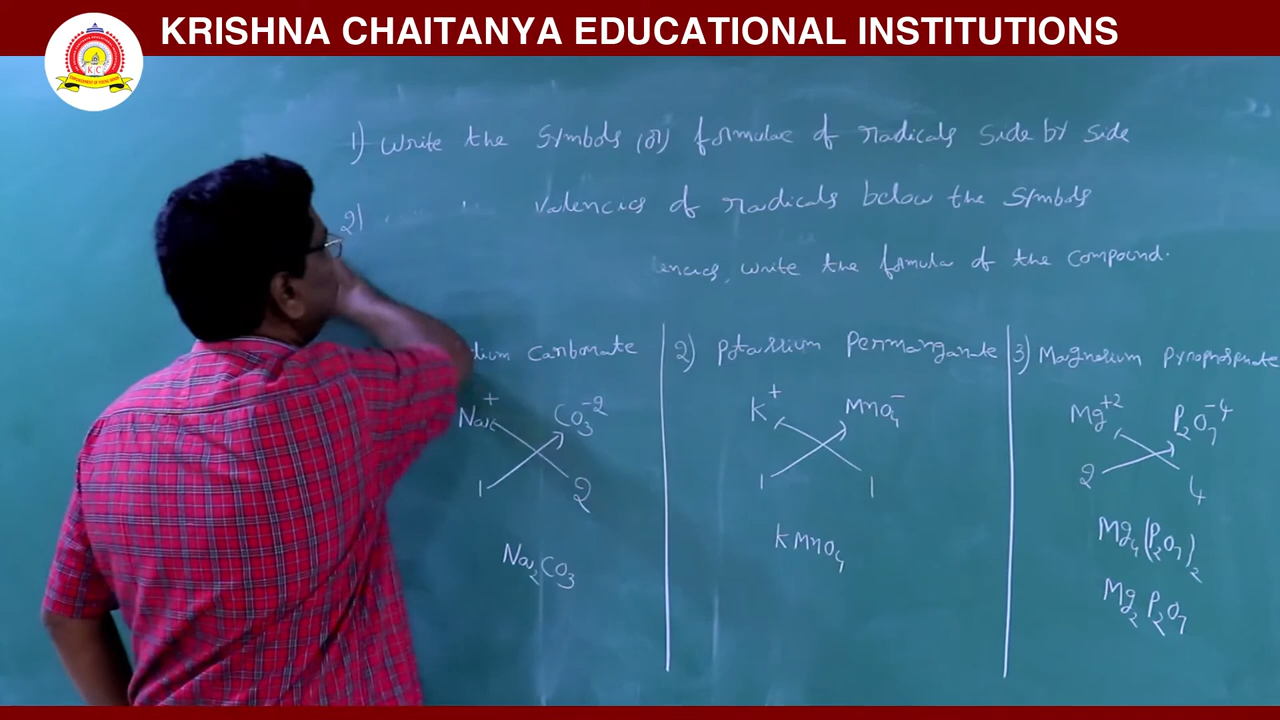 KRISHNA CHAITANYA EDUCATIONAL INSTITUTIONS
K C
1) Write the Symbols (or) formulae of radicals side by side
2) valencies of radicals below the symbols
encies, write the formula of the compound.
dium Carbonate
Na⁺ CO₃⁻²
1 2
Na₂CO₃
2) Potassium Permanganate
K⁺ MnO₄⁻
1 1
KMnO₄
3) Magnesium pyrophosphate
Mg⁺² P₂O₇⁻⁴
2 4
Mg₄(P₂O₇)₂
Mg₂P₂O₇